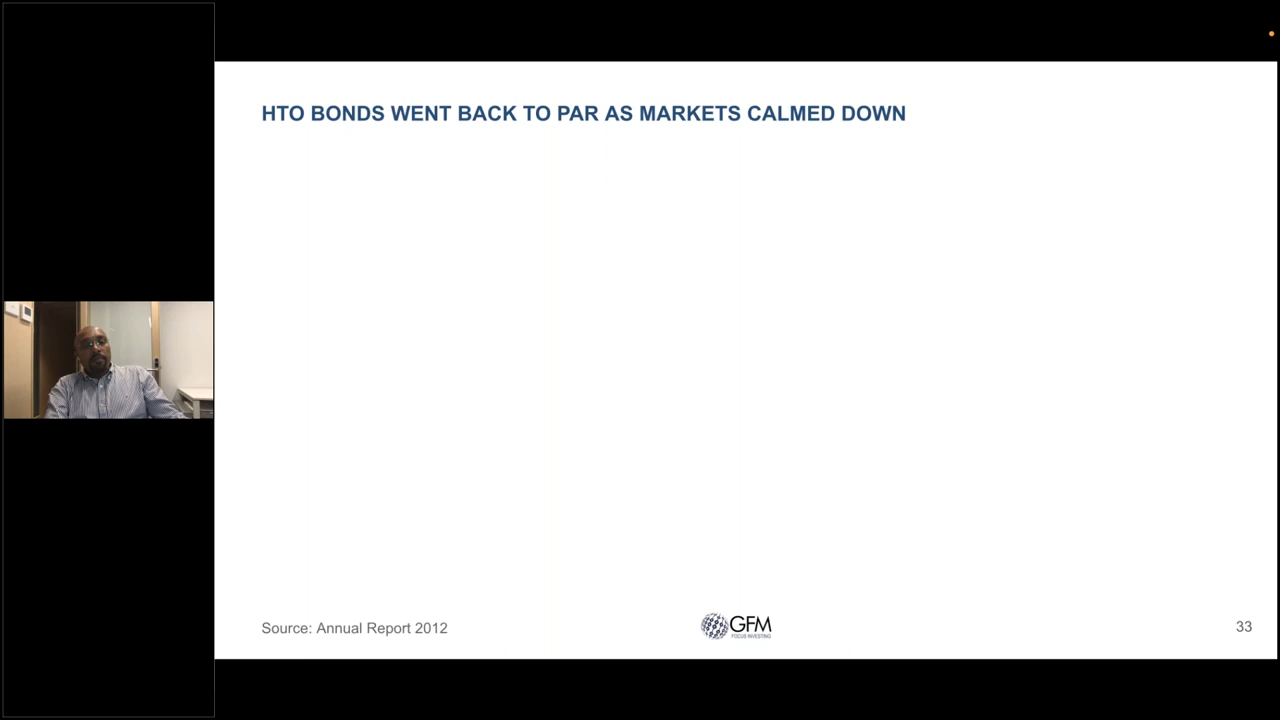 HTO BONDS WENT BACK TO PAR AS MARKETS CALMED DOWN
Source: Annual Report 2012
GFM
FOCUS INVESTING
33